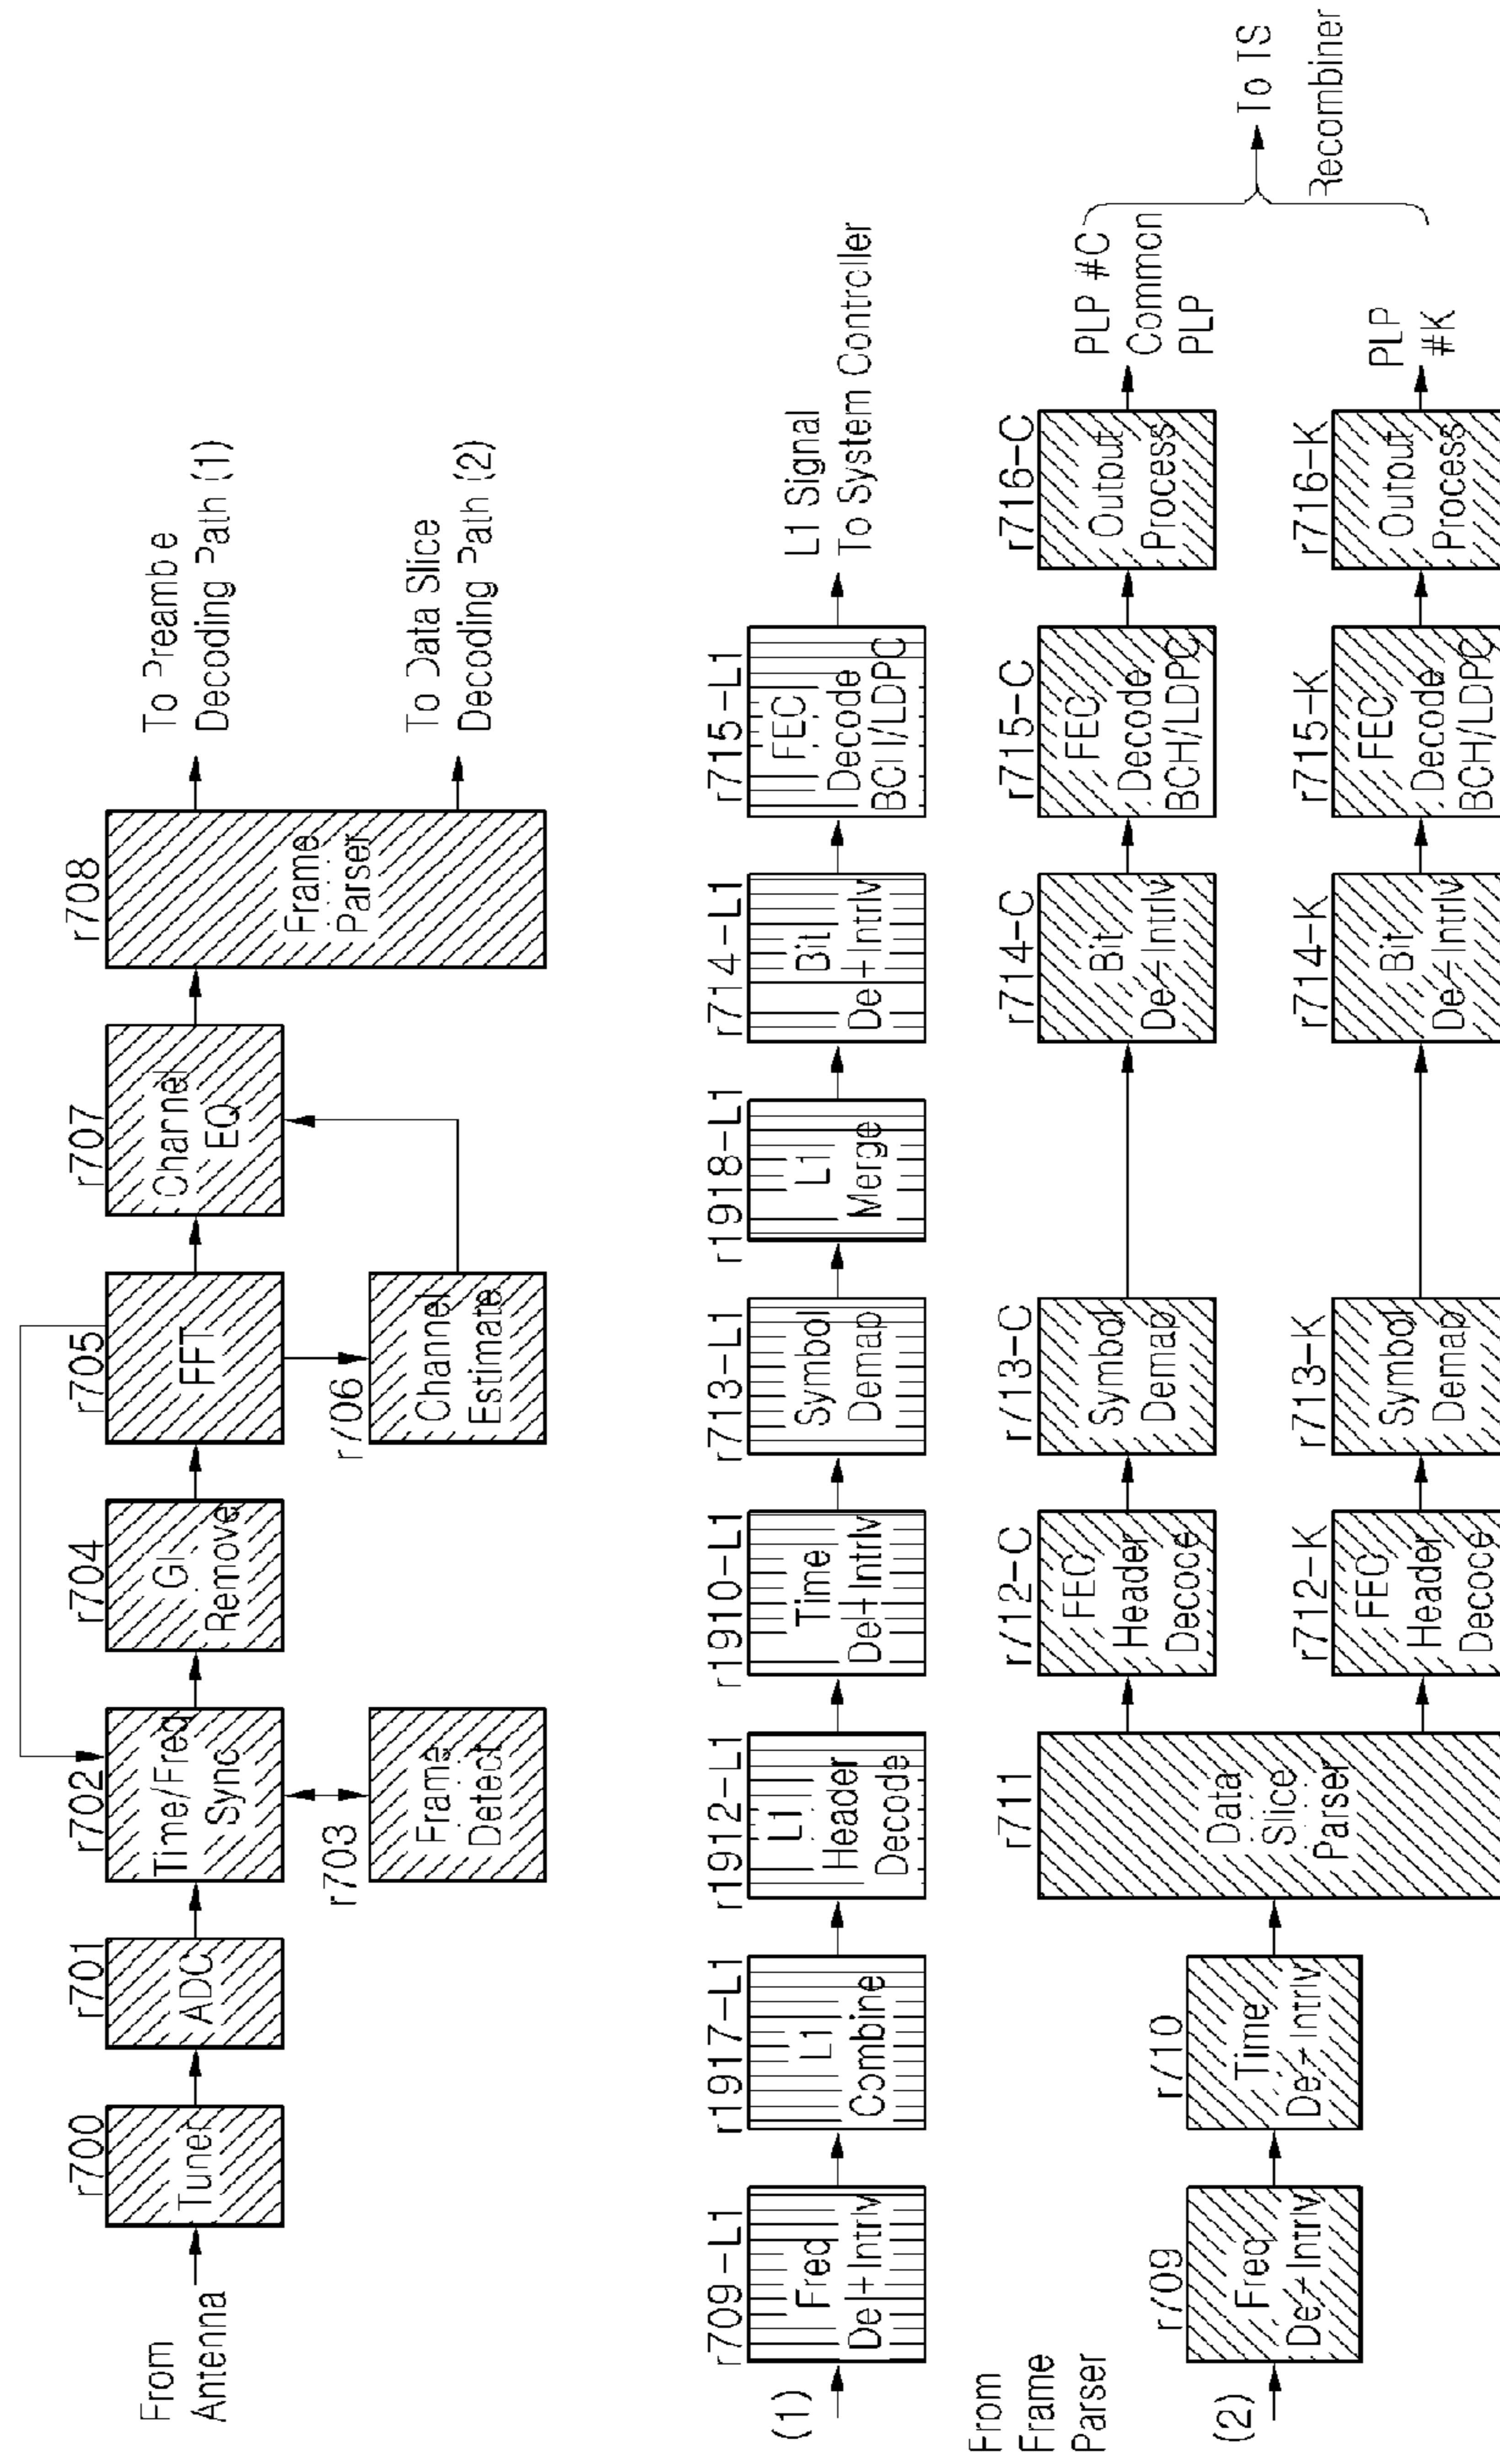 From
Antenna
r700
Tuner
r701
ADC
r702
Time/Freq
Sync
r703
Frame
Detect
r704
GI
Remove
r705
FFT
r706
Channel
Estimate
r707
Channel
EQ
r708
Frame
Parser
To Preamble
Decoding Path (1)
To Data Slice
Decoding Path (2)
(1)
r709-L1
Freq
De-Intrlv
r1917-L1
L1
Combine
r1912-L1
L1
Header
Decode
r1910-L1
Time
De-Intrlv
r713-L1
Symbol
Demap
r1918-L1
L1
Merge
r714-L1
Bit
De-Intrlv
r715-L1
FEC
Decode
BCH/LDPC
L1 Signal
To System Controller
From
Frame
Parser
(2)
r709
Freq
De-Intrlv
r710
Time
De-Intrlv
r711
Data
Slice
Parser
r712-C
FEC
Header
Decode
r713-C
Symbol
Demap
r714-C
Bit
De-Intrlv
r715-C
FEC
Decode
BCH/LDPC
r716-C
Output
Process
PLP #C
Common
PLP
r712-K
FEC
Header
Decode
r713-K
Symbol
Demap
r714-K
Bit
De-Intrlv
r715-K
FEC
Decode
BCH/LDPC
r716-K
Output
Process
PLP
#K
To TS
Recombiner